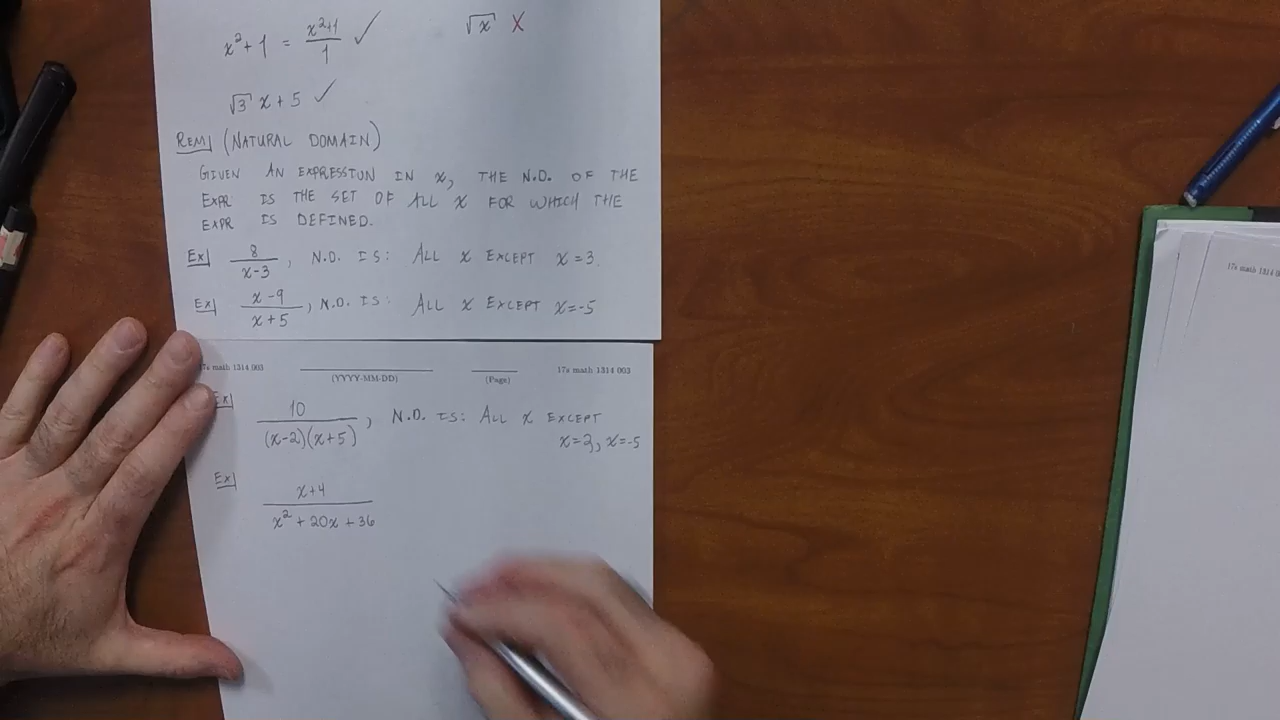 x² + 1 = x²+1/1 ✓
√x X
√3 x + 5 ✓
REM (NATURAL DOMAIN)
GIVEN AN EXPRESSION IN x, THE N.D. OF THE
EXPR IS THE SET OF ALL x FOR WHICH THE
EXPR IS DEFINED.
Ex 8/x-3, N.D. IS: ALL x EXCEPT x=3.
Ex x-9/x+5, N.D. IS: ALL x EXCEPT x=-5
17s math 1314 003 (YYYY-MM-DD) (Page) 17s math 1314 003
Ex 10/(x-2)(x+5), N.D. IS: ALL x EXCEPT
x=2, x=-5
Ex x+4/x² + 20x + 36
17s math 1314